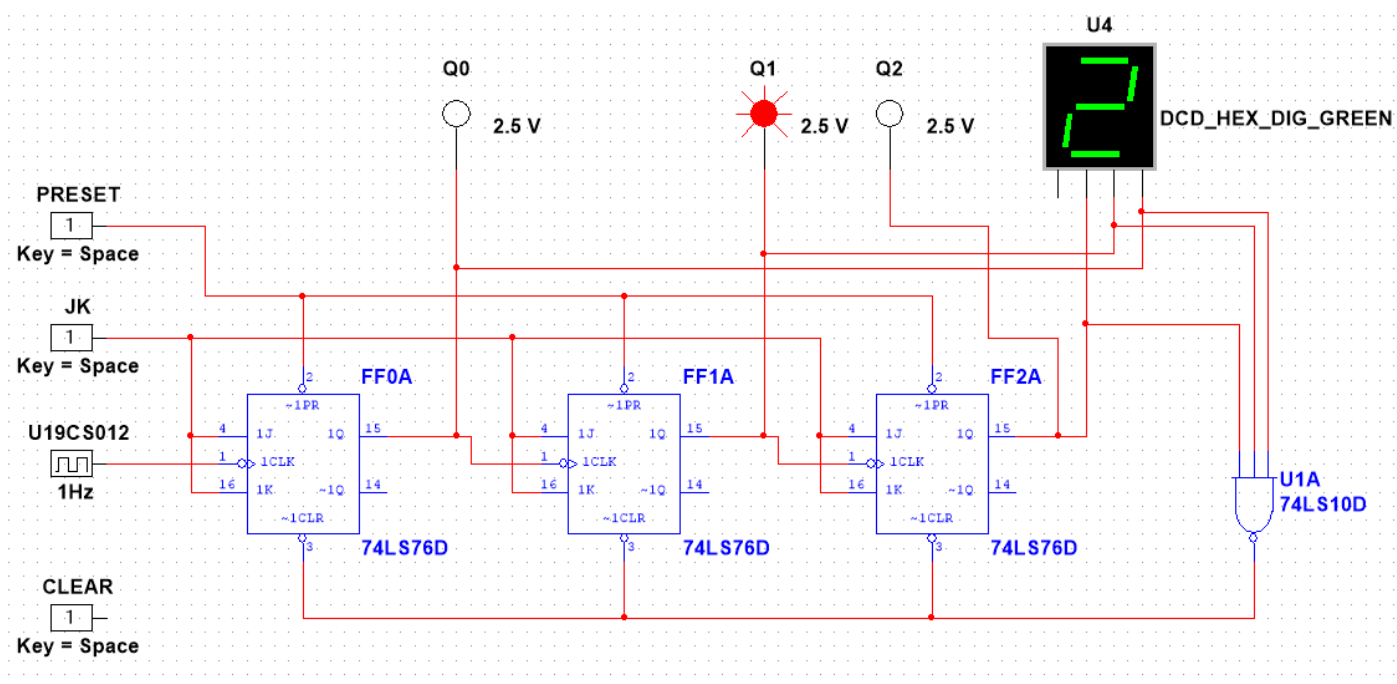 U4
Q0
Q1
Q2
2.5 V
2.5 V
2.5 V
2
DCD_HEX_DIG_GREEN
PRESET
1
Key = Space
JK
1
Key = Space
U19CS012
1Hz
CLEAR
1
Key = Space
FF0A
2
~1PR
4
1J
1Q
15
1
1CLK
16
1K
~1Q
14
~1CLR
3
74LS76D
FF1A
2
~1PR
4
1J
1Q
15
1
1CLK
16
1K
~1Q
14
~1CLR
3
74LS76D
FF2A
2
~1PR
4
1J
1Q
15
1
1CLK
16
1K
~1Q
14
~1CLR
3
74LS76D
U1A
74LS10D